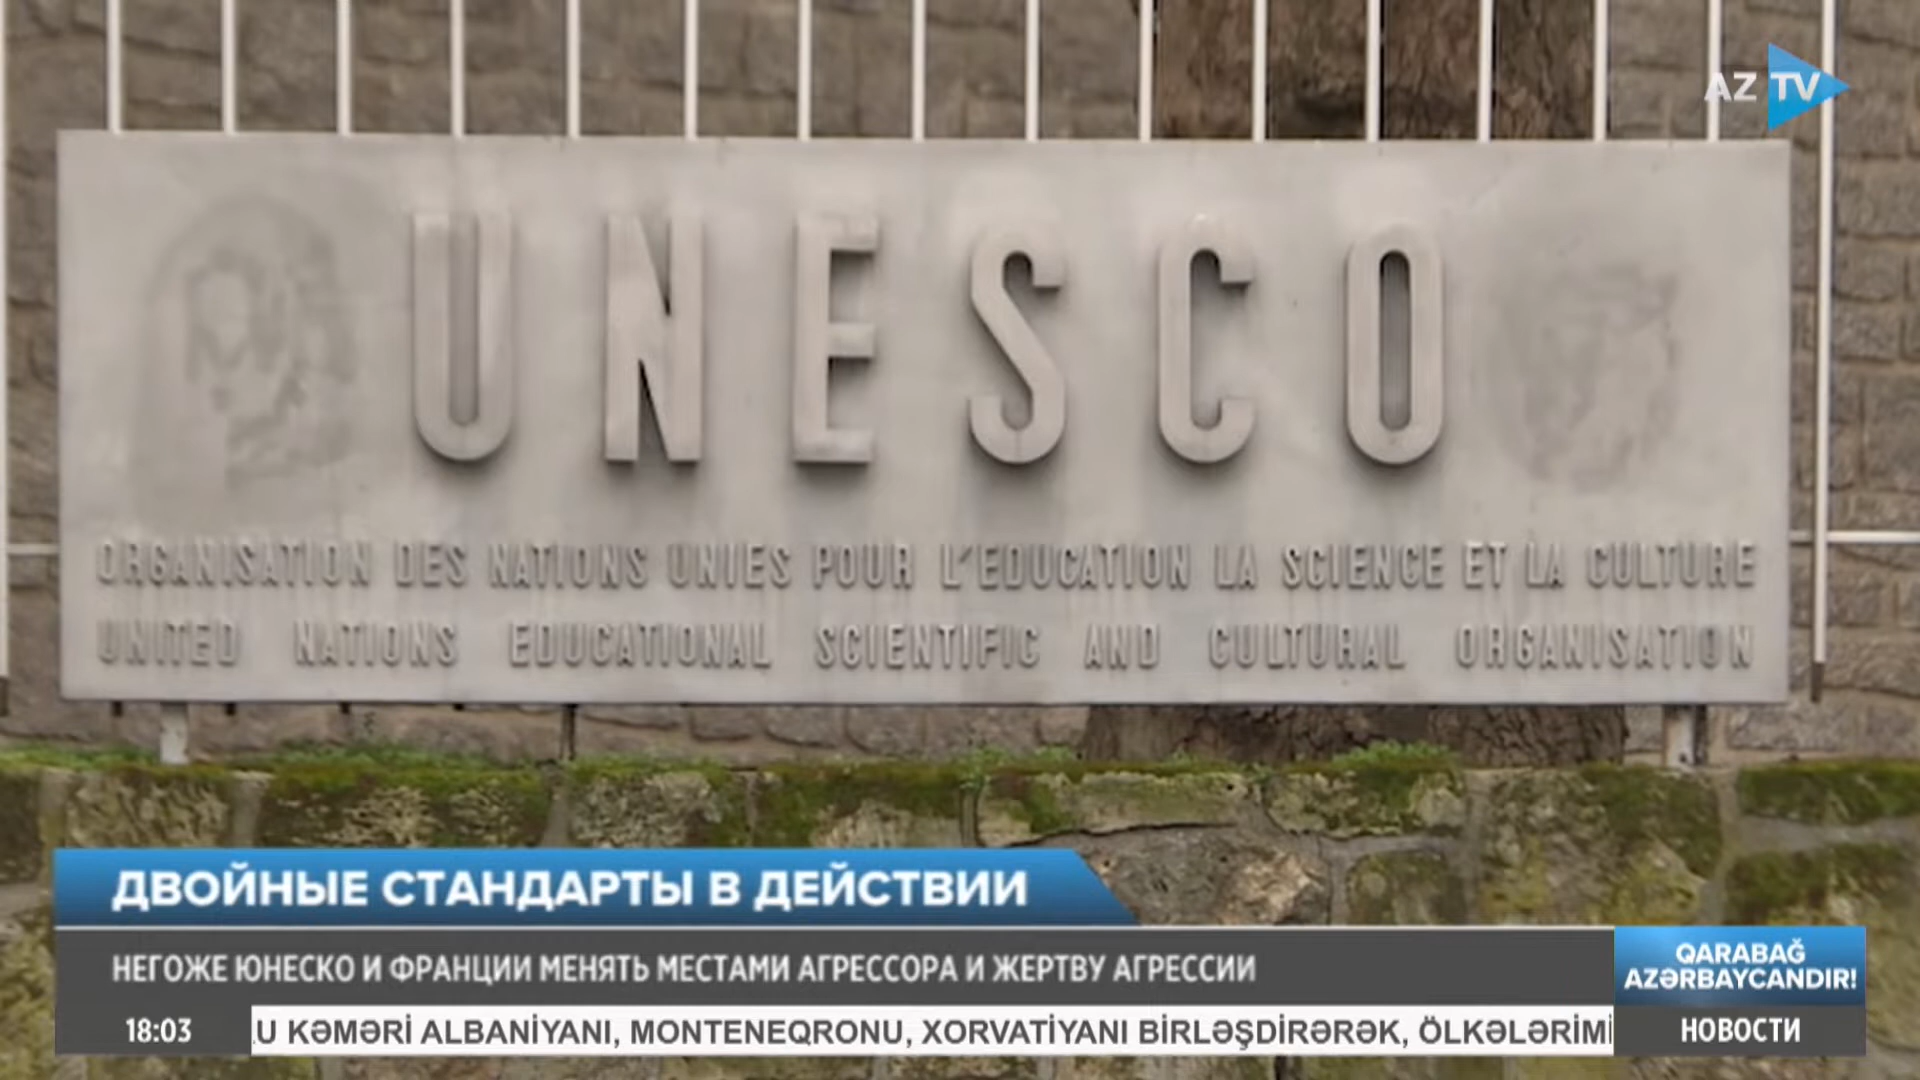 AZ TV
UNESCO
ORGANISATION DES NATIONS UNIES POUR L'EDUCATION LA SCIENCE ET LA CULTURE
UNITED NATIONS EDUCATIONAL SCIENTIFIC AND CULTURAL ORGANISATION
ДВОЙНЫЕ СТАНДАРТЫ В ДЕЙСТВИИ
НЕГОЖЕ ЮНЕСКО И ФРАНЦИИ МЕНЯТЬ МЕСТАМИ АГРЕССОРА И ЖЕРТВУ АГРЕССИИ
QARABAĞ
AZƏRBAYCANDIR!
18:03
U KƏMƏRİ ALBANİYANI, MONTENEQRONU, XORVATİYANI BİRLƏŞDİRƏRƏK, ÖLKƏLƏRİMİ
НОВОСТИ